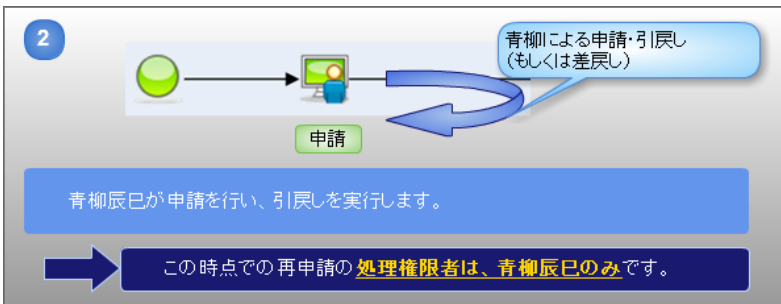 2
青柳による申請・引戻し
(もしくは差戻し)
申請
青柳辰巳が申請を行い、引戻しを実行します。
この時点での再申請の処理権限者は、青柳辰巳のみです。